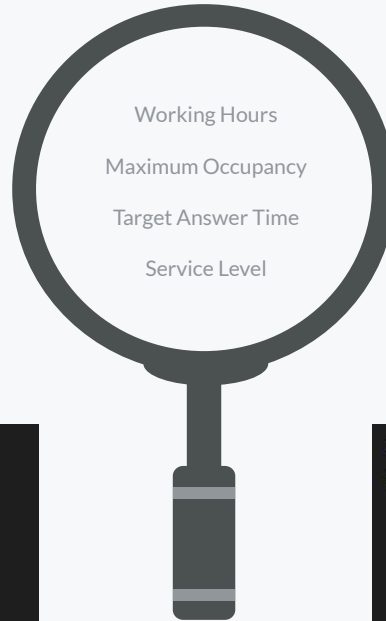 Working Hours
Maximum Occupancy
Target Answer Time
Service Level